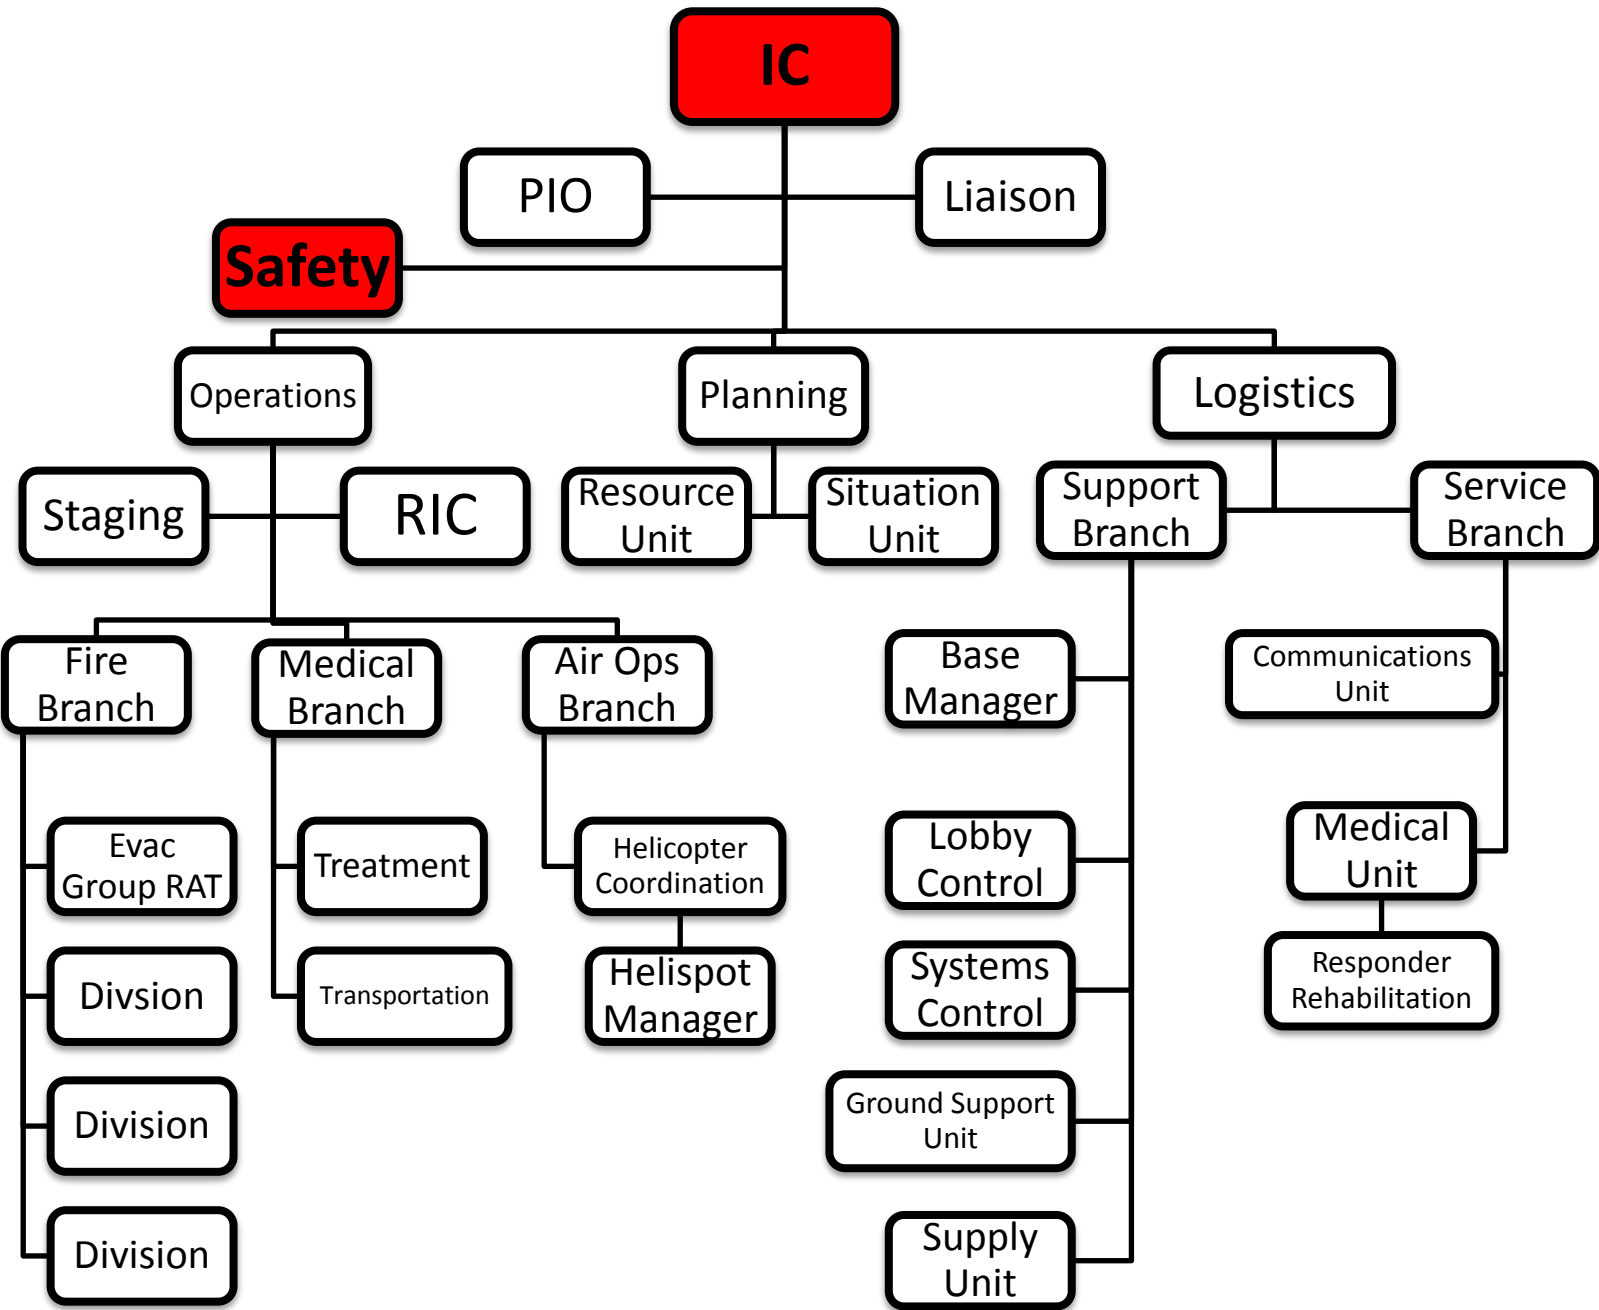 IC
PIO
Liaison
Safety
Operations
Planning
Logistics
Staging
RIC
Resource
Unit
Situation
Unit
Support
Branch
Service
Branch
Fire
Branch
Medical
Branch
Air Ops
Branch
Base
Manager
Communications
Unit
Evac
Group RAT
Treatment
Helicopter
Coordination
Lobby
Control
Medical
Unit
Divsion
Transportation
Helispot
Manager
Systems
Control
Responder
Rehabilitation
Division
Ground Support
Unit
Division
Supply
Unit